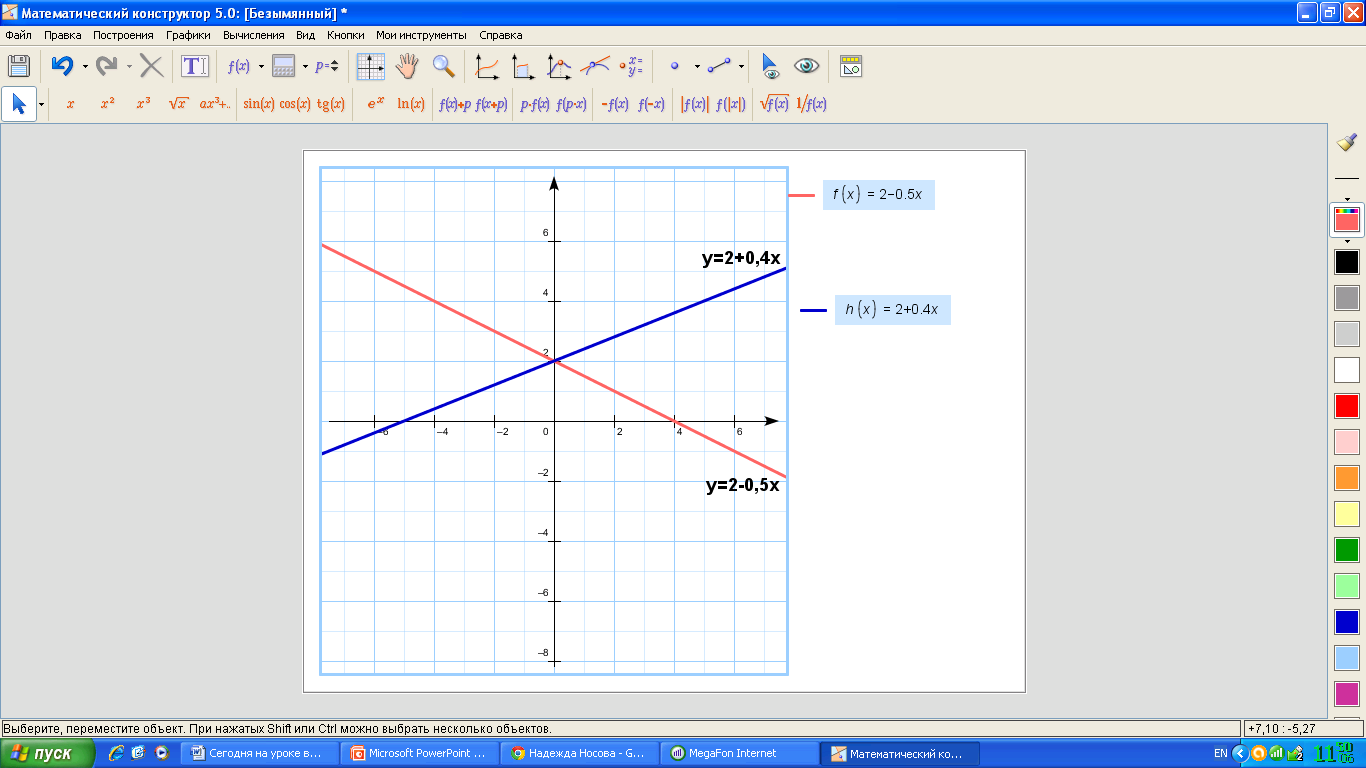 Математический конструктор 5.0: [Безымянный] *
Файл Правка Построения Графики Вычисления Вид Кнопки Мои инструменты Справка
T f(x) p= x= y=
x x² x³ √x ax³+.. sin(x) cos(x) tg(x) eˣ ln(x) f(x)+p f(x+p) p·f(x) f(p·x) -f(x) f(-x) |f(x)| f(|x|) √f(x) 1/f(x)
f(x) = 2−0.5x
6
y=2+0,4x
4
h(x) = 2+0.4x
2
−6 −4 −2 0 2 4 6
−2
y=2-0,5x
−4
−6
−8
Выберите, переместите объект. При нажатых Shift или Ctrl можно выбрать несколько объектов.
+7,10 : -5,27
пуск Сегодня на уроке в... Microsoft PowerPoint ... Надежда Носова - G... MegaFon Internet Математический ко... EN